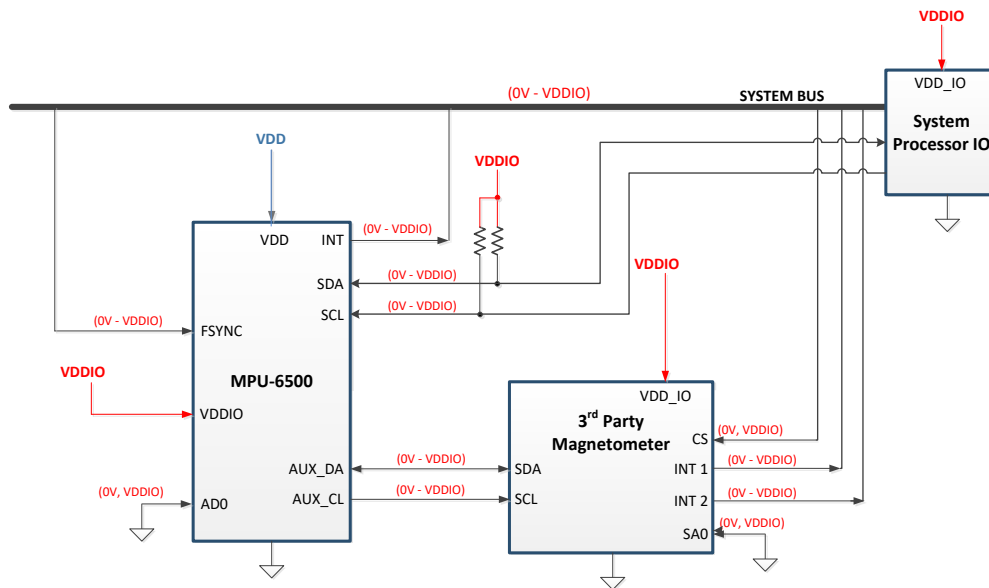 VDDIO
VDD_IO
(0V - VDDIO)
SYSTEM BUS
System
Processor IO
VDD
VDDIO
VDD
INT
(0V - VDDIO)
SDA
(0V - VDDIO)
VDDIO
SCL
(0V - VDDIO)
(0V - VDDIO)
FSYNC
VDDIO
MPU-6500
VDDIO
VDD_IO
3rd Party
Magnetometer
(0V, VDDIO)
CS
AUX_DA
(0V - VDDIO)
SDA
INT 1
(0V - VDDIO)
(0V, VDDIO)
AD0
AUX_CL
(0V - VDDIO)
SCL
INT 2
(0V - VDDIO)
(0V, VDDIO)
SA0